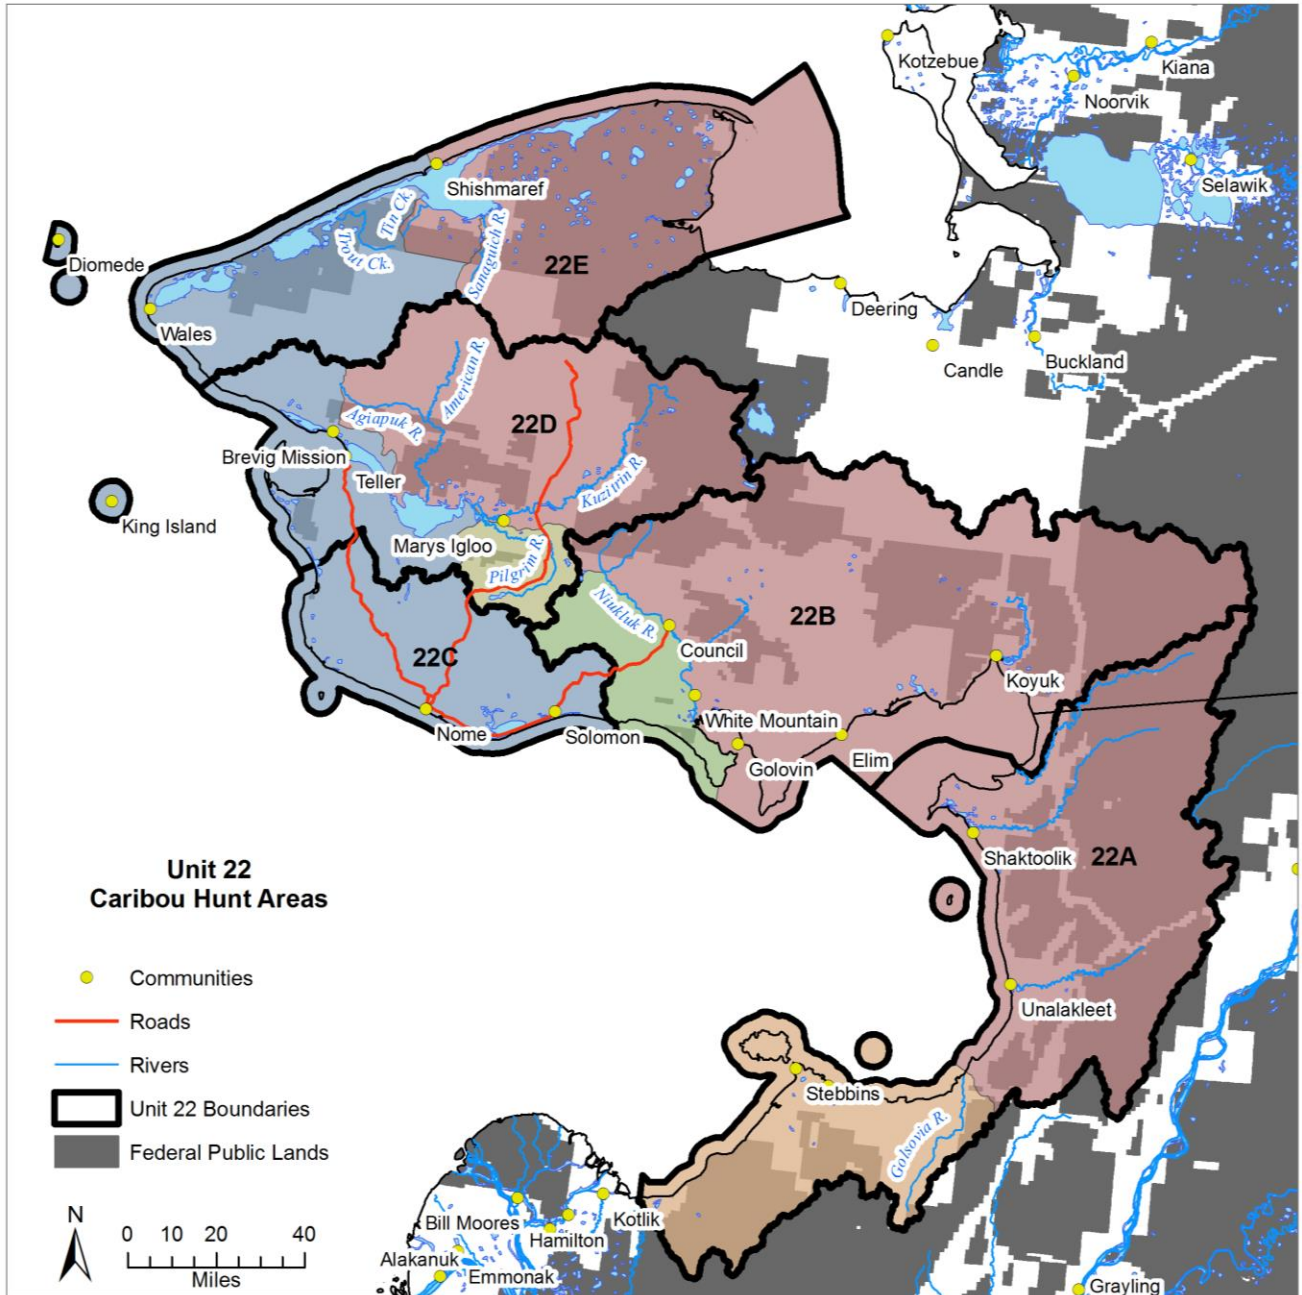 Kotzebue
Kiana
Noorvik
Selawik
Shishmaref
Tin Ck.
Trout Ck.
Sanaguich R.
22E
Diomede
Wales
Deering
Candle
Buckland
American R.
Agiapuk R.
22D
Kuzitrin R.
Brevig Mission
Teller
King Island
Marys Igloo
Pilgrim R.
Niukluk R.
22B
22C
Council
Koyuk
Nome
Solomon
White Mountain
Golovin
Elim
Shaktoolik
22A
Unalakleet
Stebbins
Golsovia R.
Kotlik
Bill Moores
Hamilton
Alakanuk
Emmonak
Grayling
Unit 22
Caribou Hunt Areas
Communities
Roads
Rivers
Unit 22 Boundaries
Federal Public Lands
N
0 10 20 40
Miles